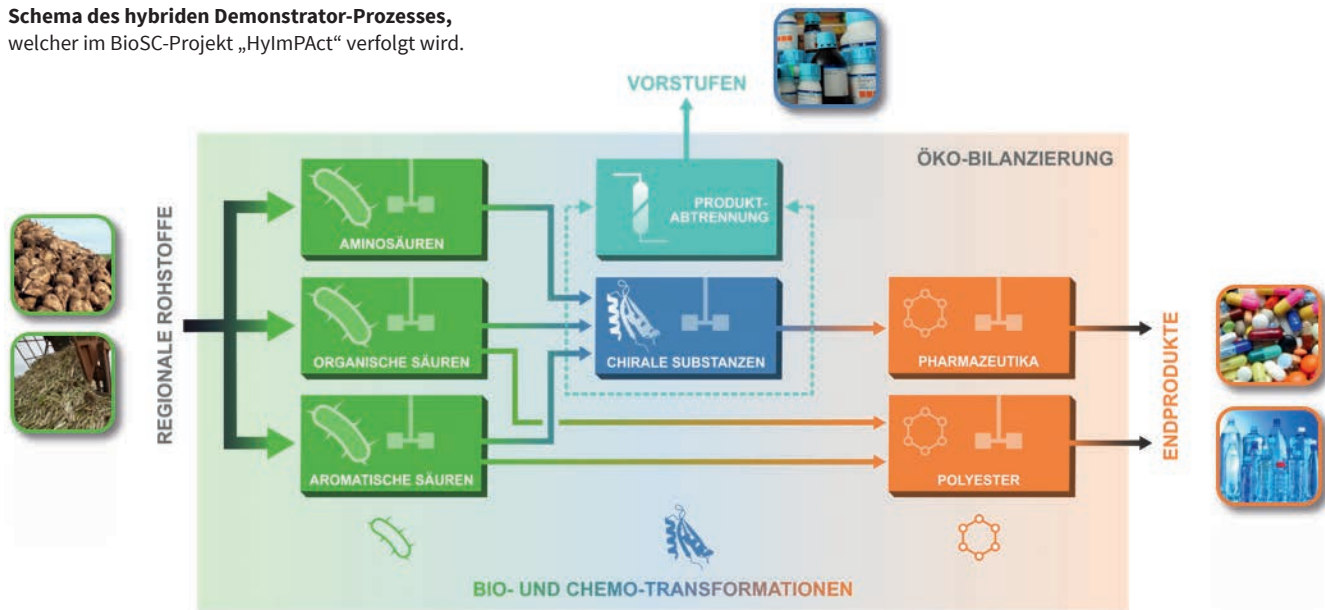 Schema des hybriden Demonstrator-Prozesses,
welcher im BioSC-Projekt „HyImPAct“ verfolgt wird.
VORSTUFEN
ÖKO-BILANZIERUNG
REGIONALE ROHSTOFFE
AMINOSÄUREN
PRODUKT-
ABTRENNUNG
ORGANISCHE SÄUREN
CHIRALE SUBSTANZEN
PHARMAZEUTIKA
AROMATISCHE SÄUREN
POLYESTER
ENDPRODUKTE
BIO- UND CHEMO-TRANSFORMATIONEN